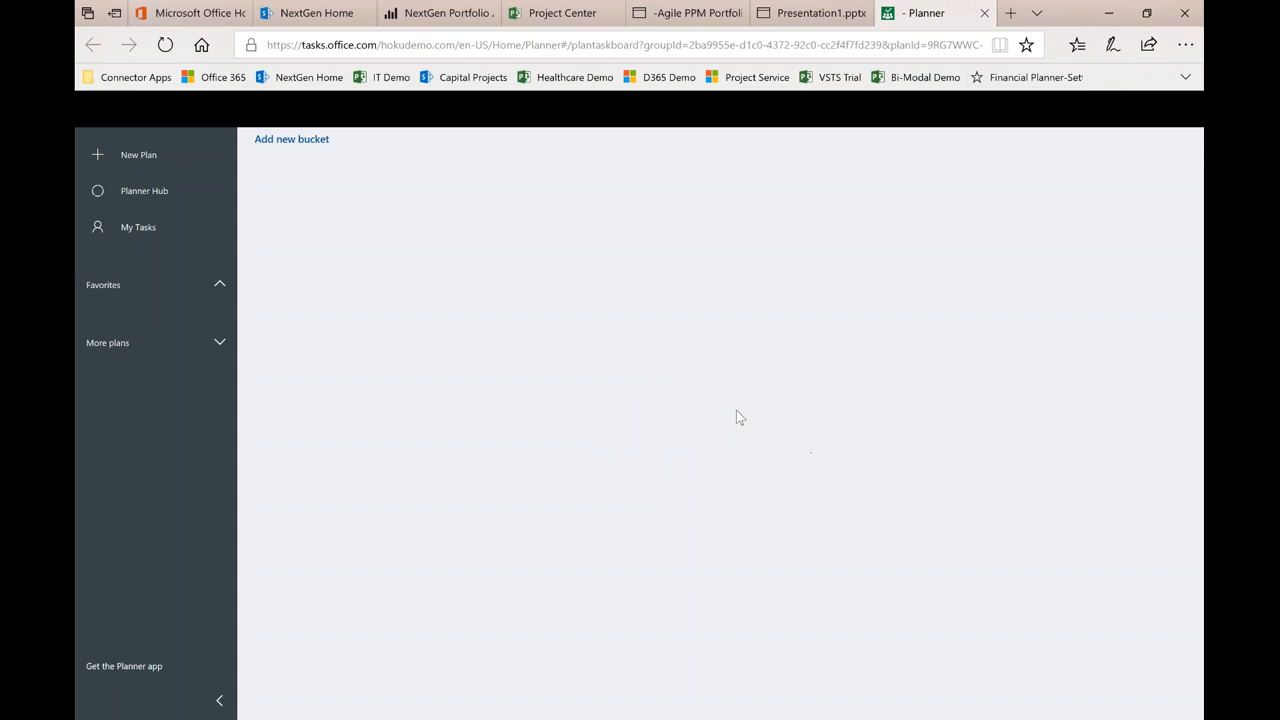 Microsoft Office Ho
NextGen Home
NextGen Portfolio .
Project Center
-Agile PPM Portfoli
Presentation1.pptx
- Planner
https://tasks.office.com/hokudemo.com/en-US/Home/Planner#/plantaskboard?groupId=2ba9955e-d1c0-4372-92c0-cc2f4f7fd239&planId=9RG7WWC-
Connector Apps
Office 365
NextGen Home
IT Demo
Capital Projects
Healthcare Demo
D365 Demo
Project Service
VSTS Trial
Bi-Modal Demo
Financial Planner-Set
Add new bucket
New Plan
Planner Hub
My Tasks
Favorites
More plans
Get the Planner app